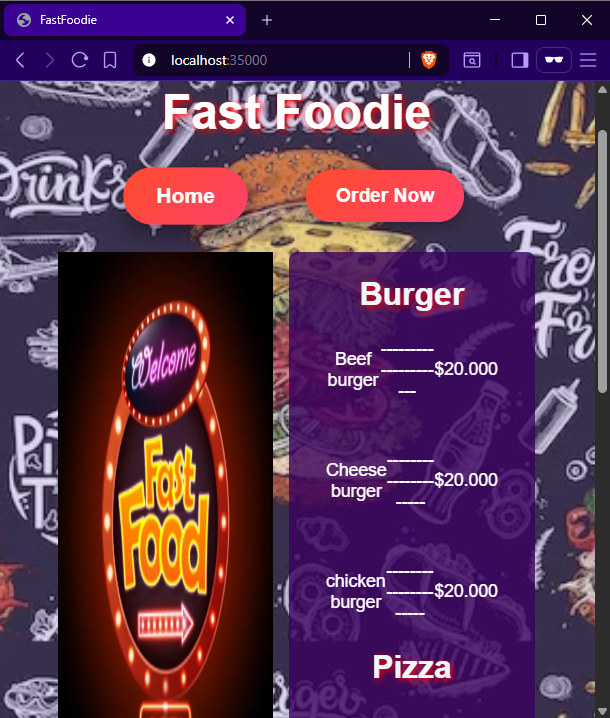 FastFoodie
localhost:35000
Fast Foodie
Drinks
Home
Order Now
Welcome
Fast
Food
Burger
Beef
burger
---------
---------
---
$20.000
Cheese
burger
--------
--------
-----
$20.000
chicken
burger
--------
--------
-----
$20.000
Pizza